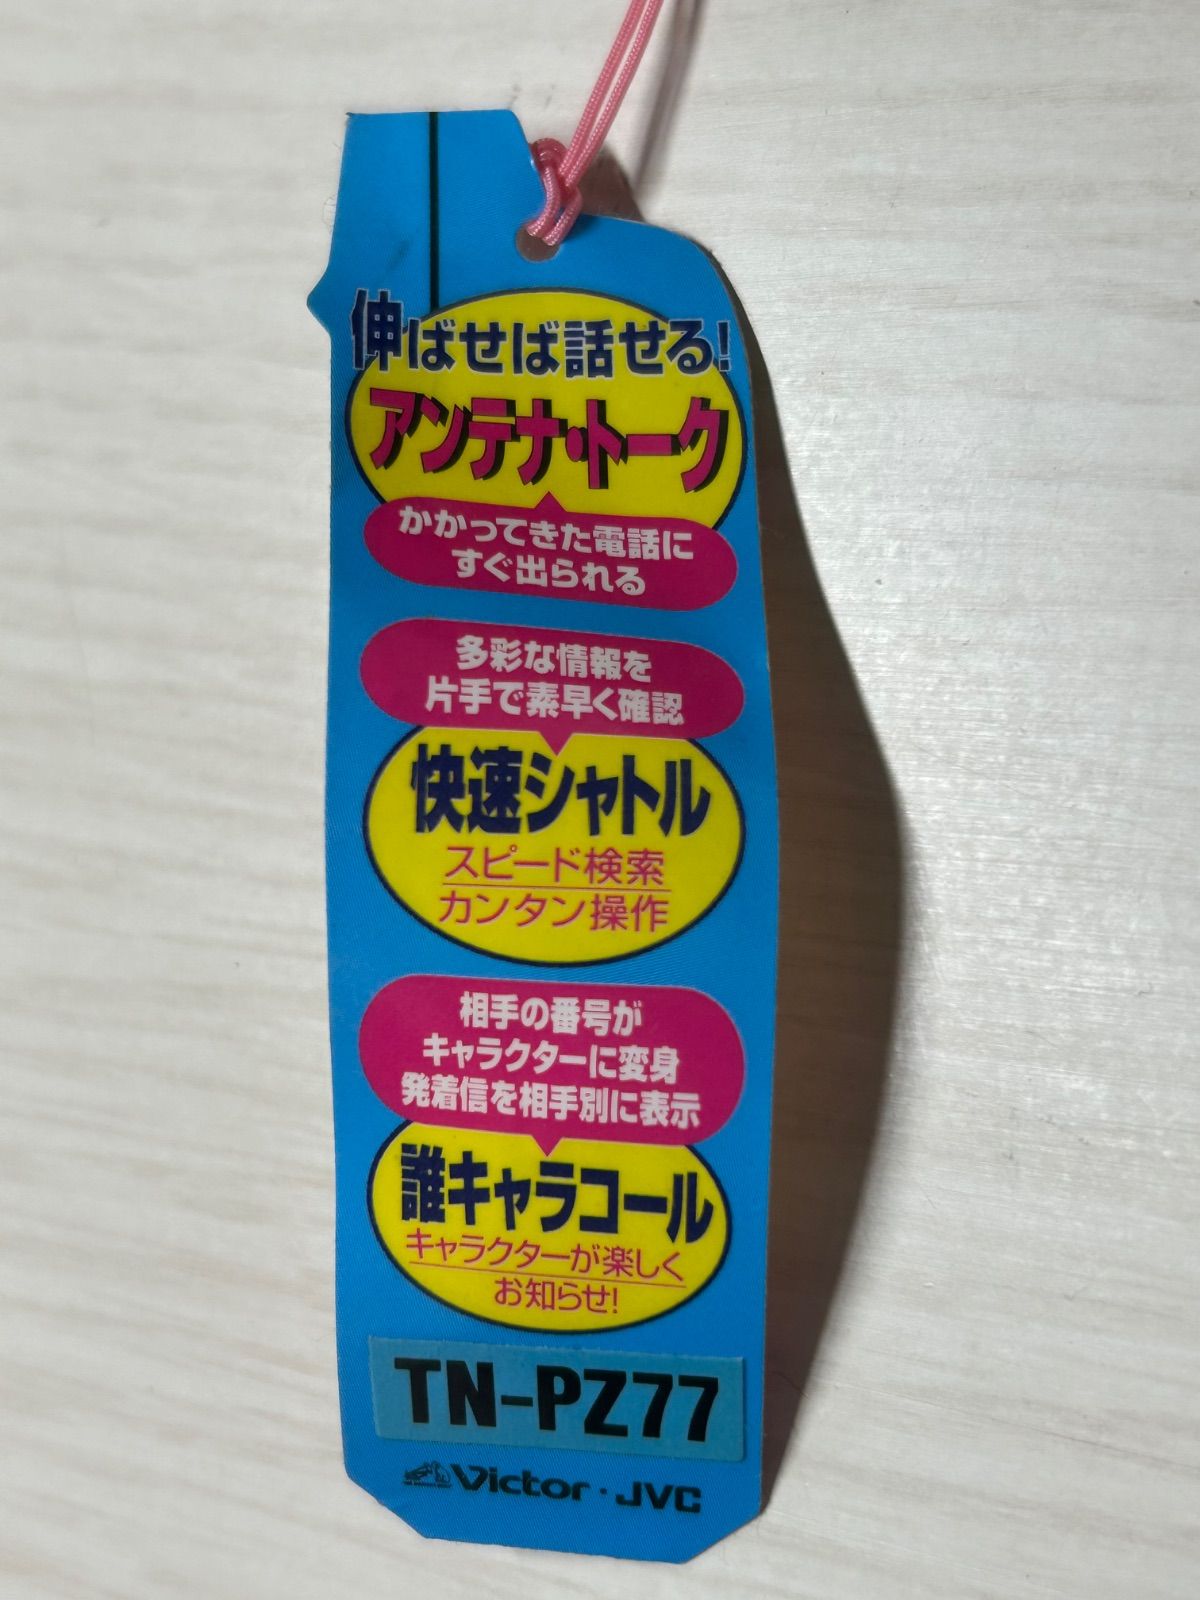 伸ばせば話せる!
アンテナ・トーク
かかってきた電話に
すぐ出られる
多彩な情報を
片手で素早く確認
快速シャトル
スピード検索
カンタン操作
相手の番号が
キャラクターに変身
発着信を相手別に表示
誰キャラコール
キャラクターが楽しく
お知らせ!
TN-PZ77
Victor・JVC